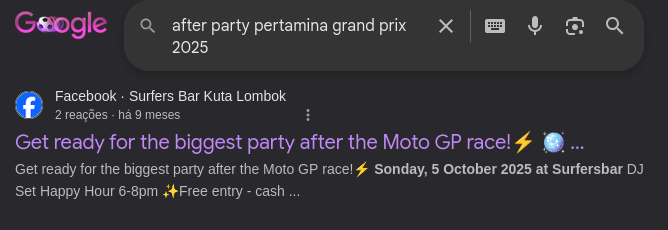 Google
after party pertamina grand prix
2025
Facebook · Surfers Bar Kuta Lombok
2 reações · há 9 meses
Get ready for the biggest party after the Moto GP race!⚡ 🪩 ...
Get ready for the biggest party after the Moto GP race!⚡ Sunday, 5 October 2025 at Surfersbar DJ
Set Happy Hour 6-8pm ✨Free entry - cash ...